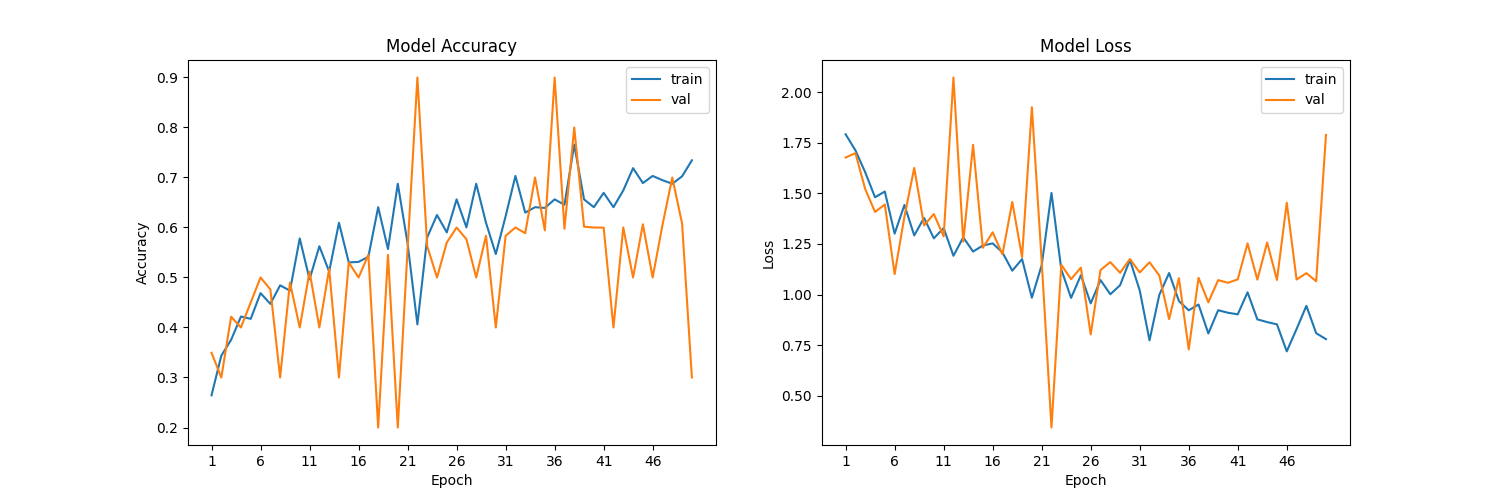 Model Accuracy
0.9
0.8
0.7
0.6
0.5
0.4
0.3
0.2
Accuracy
1 6 11 16 21 26 31 36 41 46
Epoch
train
val
Model Loss
2.00
1.75
1.50
1.25
1.00
0.75
0.50
Loss
1 6 11 16 21 26 31 36 41 46
Epoch
train
val